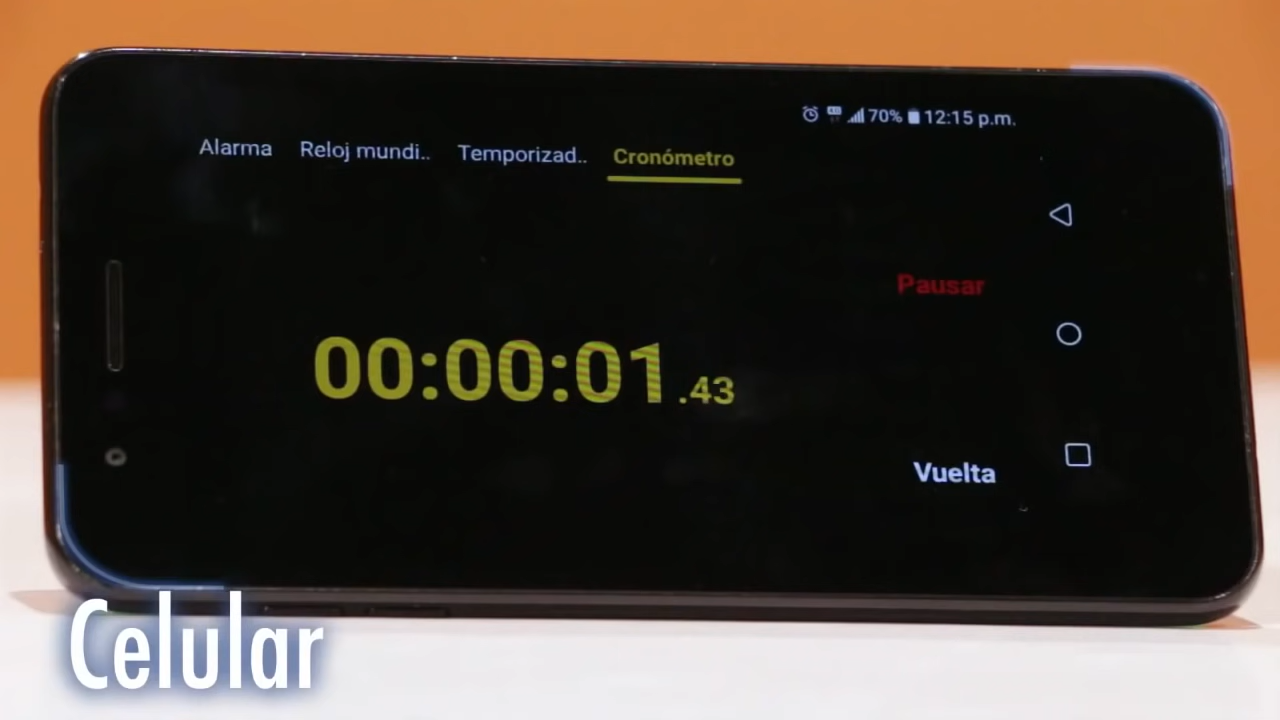 70% 12:15 p.m.
Alarma Reloj mundi.. Temporizad.. Cronómetro
Pausar
00:00:01.43
Vuelta
Celular